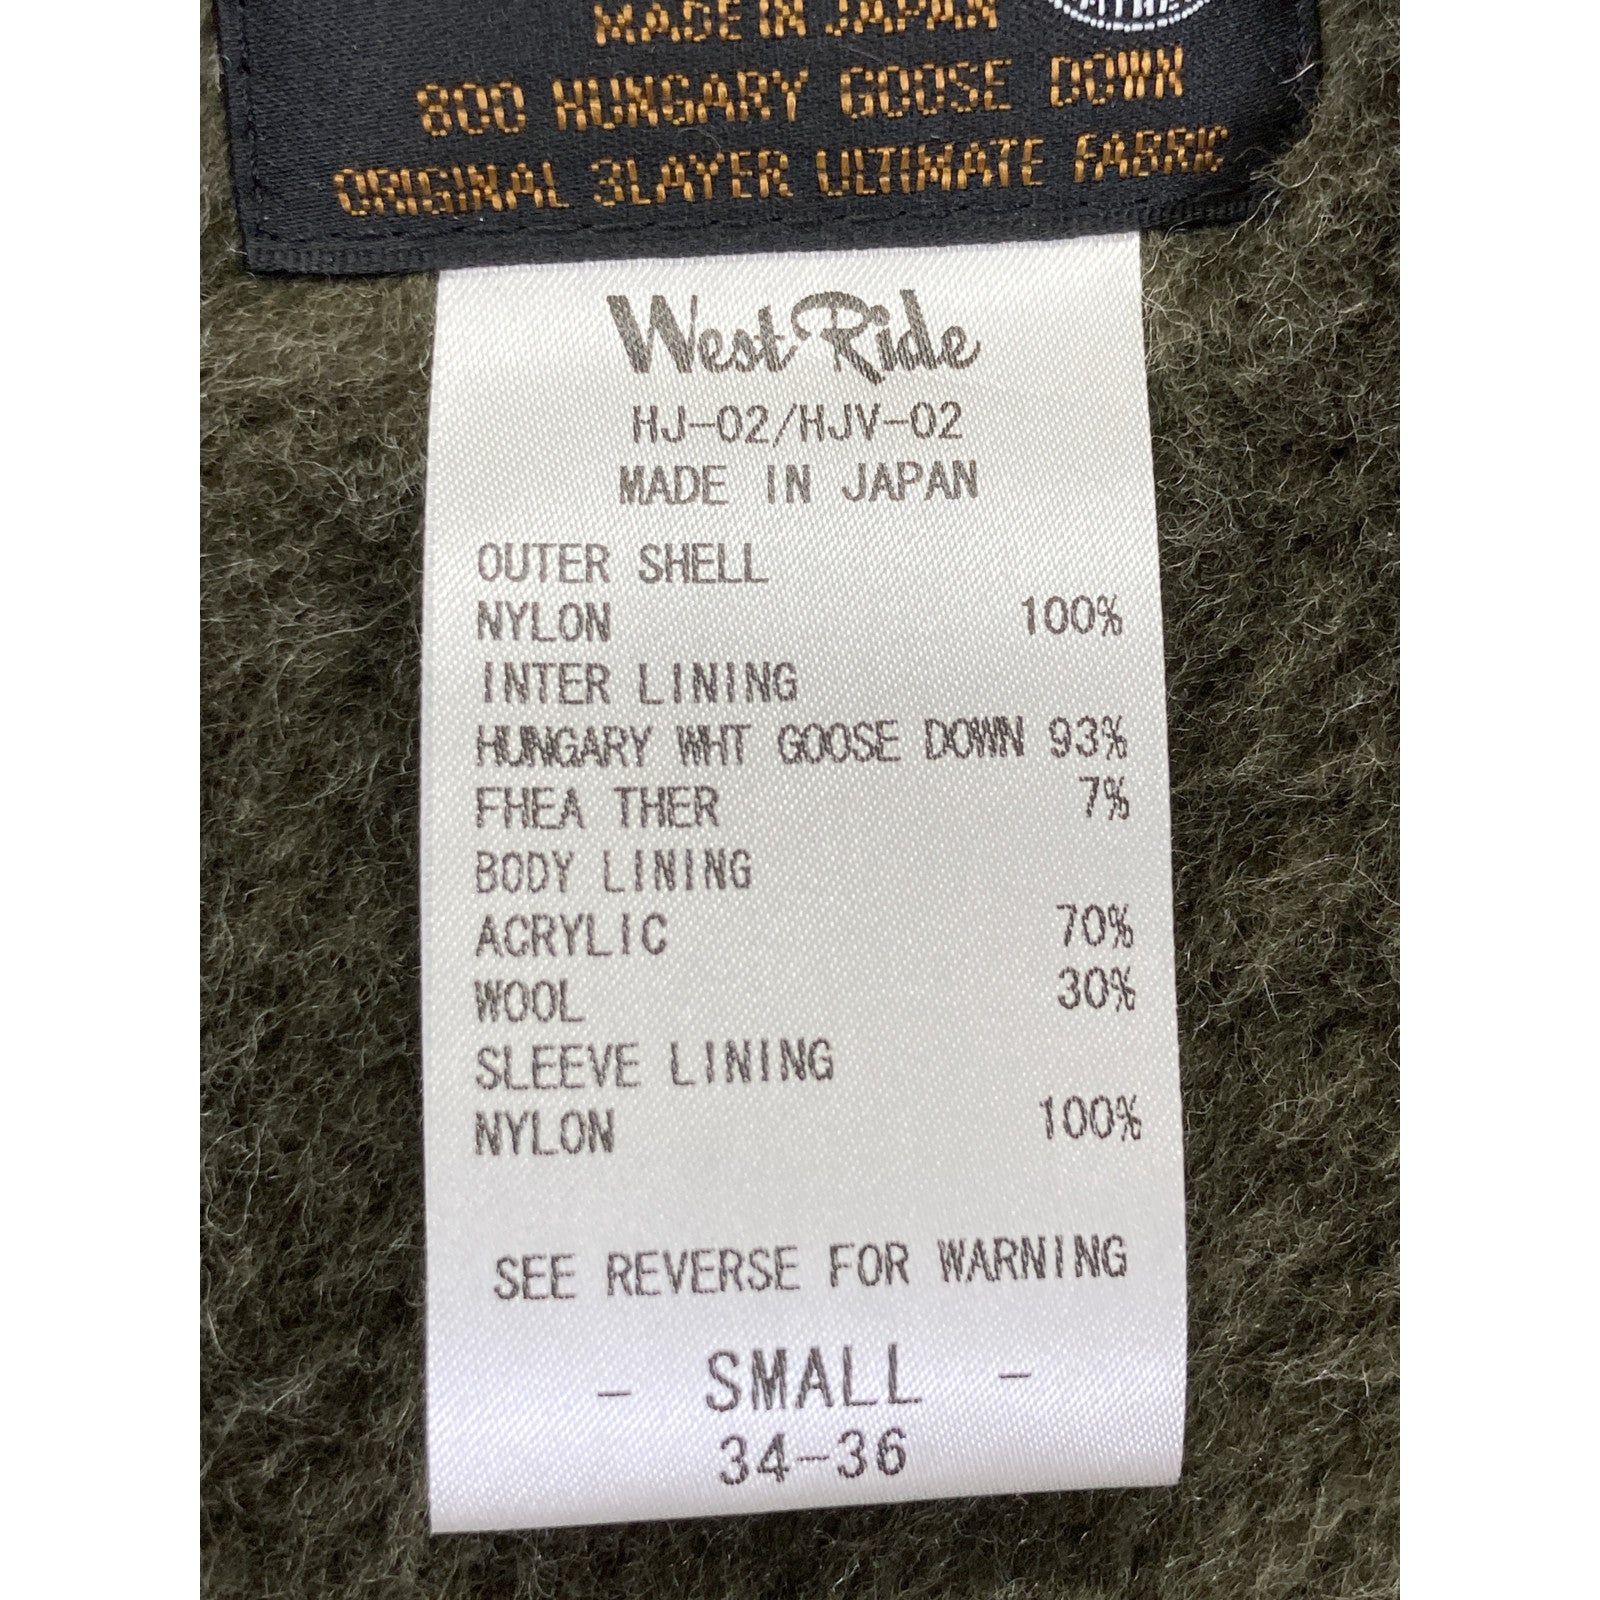 MADE IN JAPAN
800 HUNGARY GOOSE DOWN
ORIGINAL 3LAYER ULTIMATE FABRIC
West Ride
HJ-02/HJV-02
MADE IN JAPAN
OUTER SHELL
NYLON 100%
INTER LINING
HUNGARY WHT GOOSE DOWN 93%
FHEA THER 7%
BODY LINING
ACRYLIC 70%
WOOL 30%
SLEEVE LINING
NYLON 100%
SEE REVERSE FOR WARNING
- SMALL -
34-36